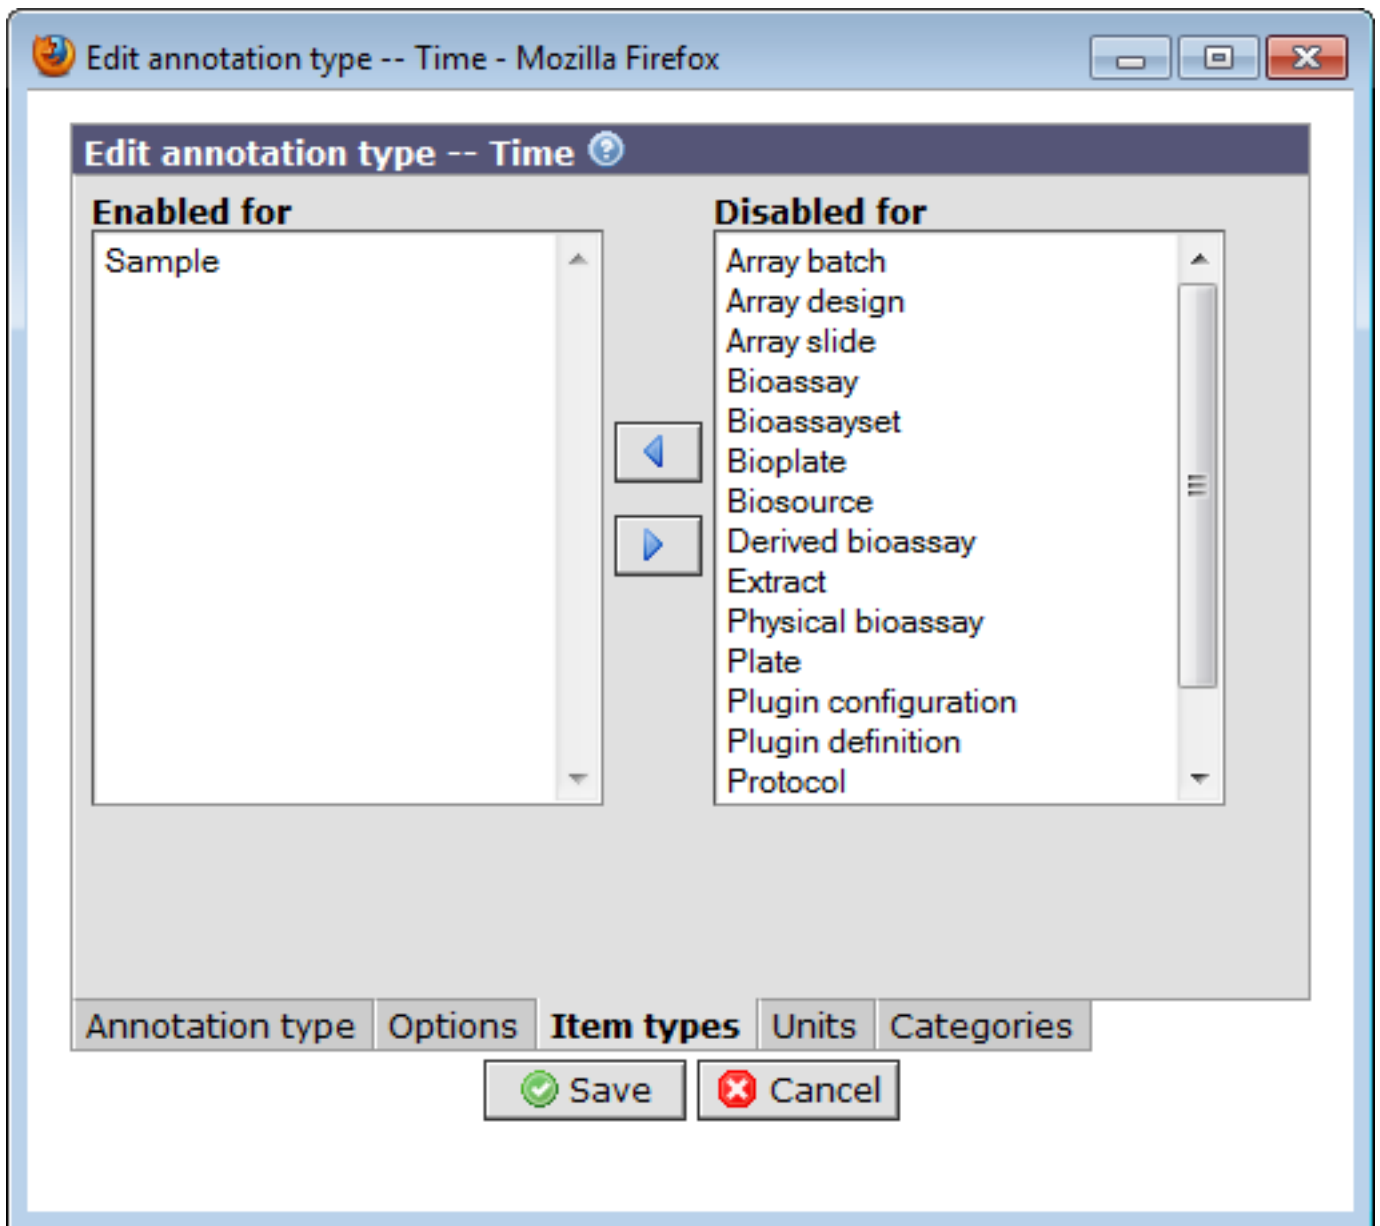 Edit annotation type -- Time - Mozilla Firefox
Edit annotation type -- Time
Enabled for
Sample
Disabled for
Array batch
Array design
Array slide
Bioassay
Bioassayset
Bioplate
Biosource
Derived bioassay
Extract
Physical bioassay
Plate
Plugin configuration
Plugin definition
Protocol
Annotation type Options Item types Units Categories
Save Cancel